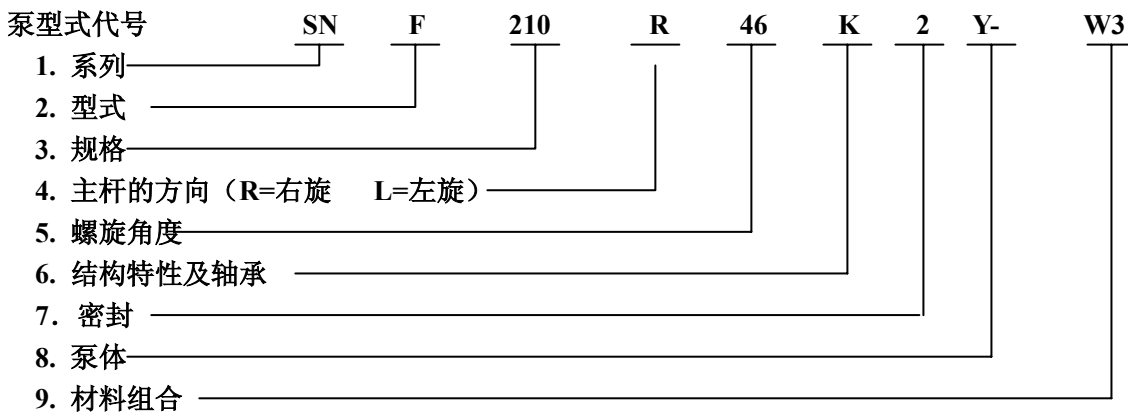 泵型式代号 SN F 210 R 46 K 2 Y- W3
1. 系列
2. 型式
3. 规格
4. 主杆的方向（R=右旋 L=左旋）
5. 螺旋角度
6. 结构特性及轴承
7. 密封
8. 泵体
9. 材料组合